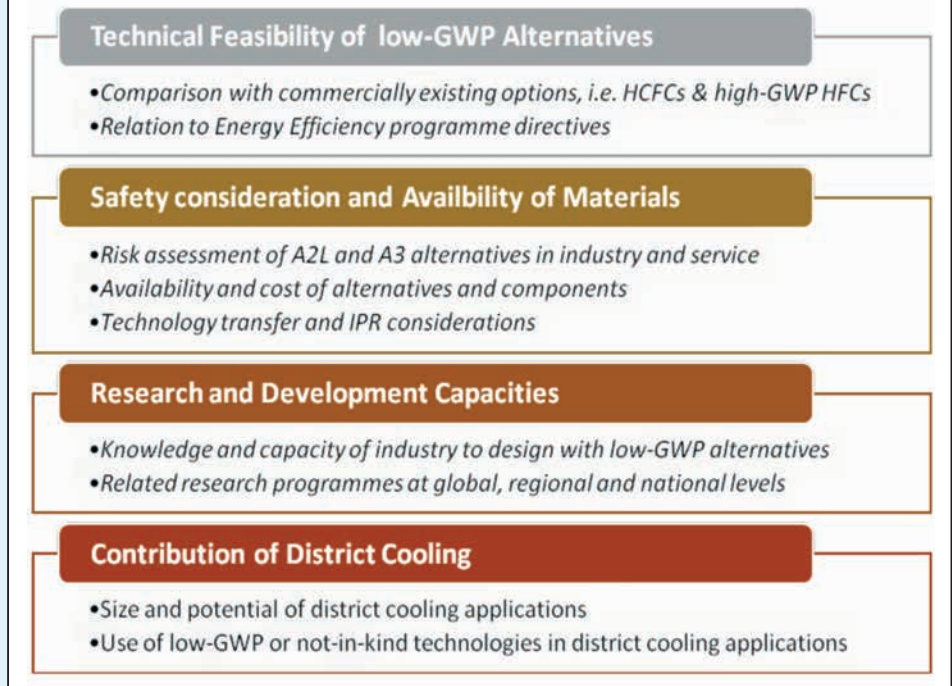 Technical Feasibility of low-GWP Alternatives
•Comparison with commercially existing options, i.e. HCFCs & high-GWP HFCs
•Relation to Energy Efficiency programme directives
Safety consideration and Availbility of Materials
•Risk assessment of A2L and A3 alternatives in industry and service
•Availability and cost of alternatives and components
•Technology transfer and IPR considerations
Research and Development Capacities
•Knowledge and capacity of industry to design with low-GWP alternatives
•Related research programmes at global, regional and national levels
Contribution of District Cooling
•Size and potential of district cooling applications
•Use of low-GWP or not-in-kind technologies in district cooling applications